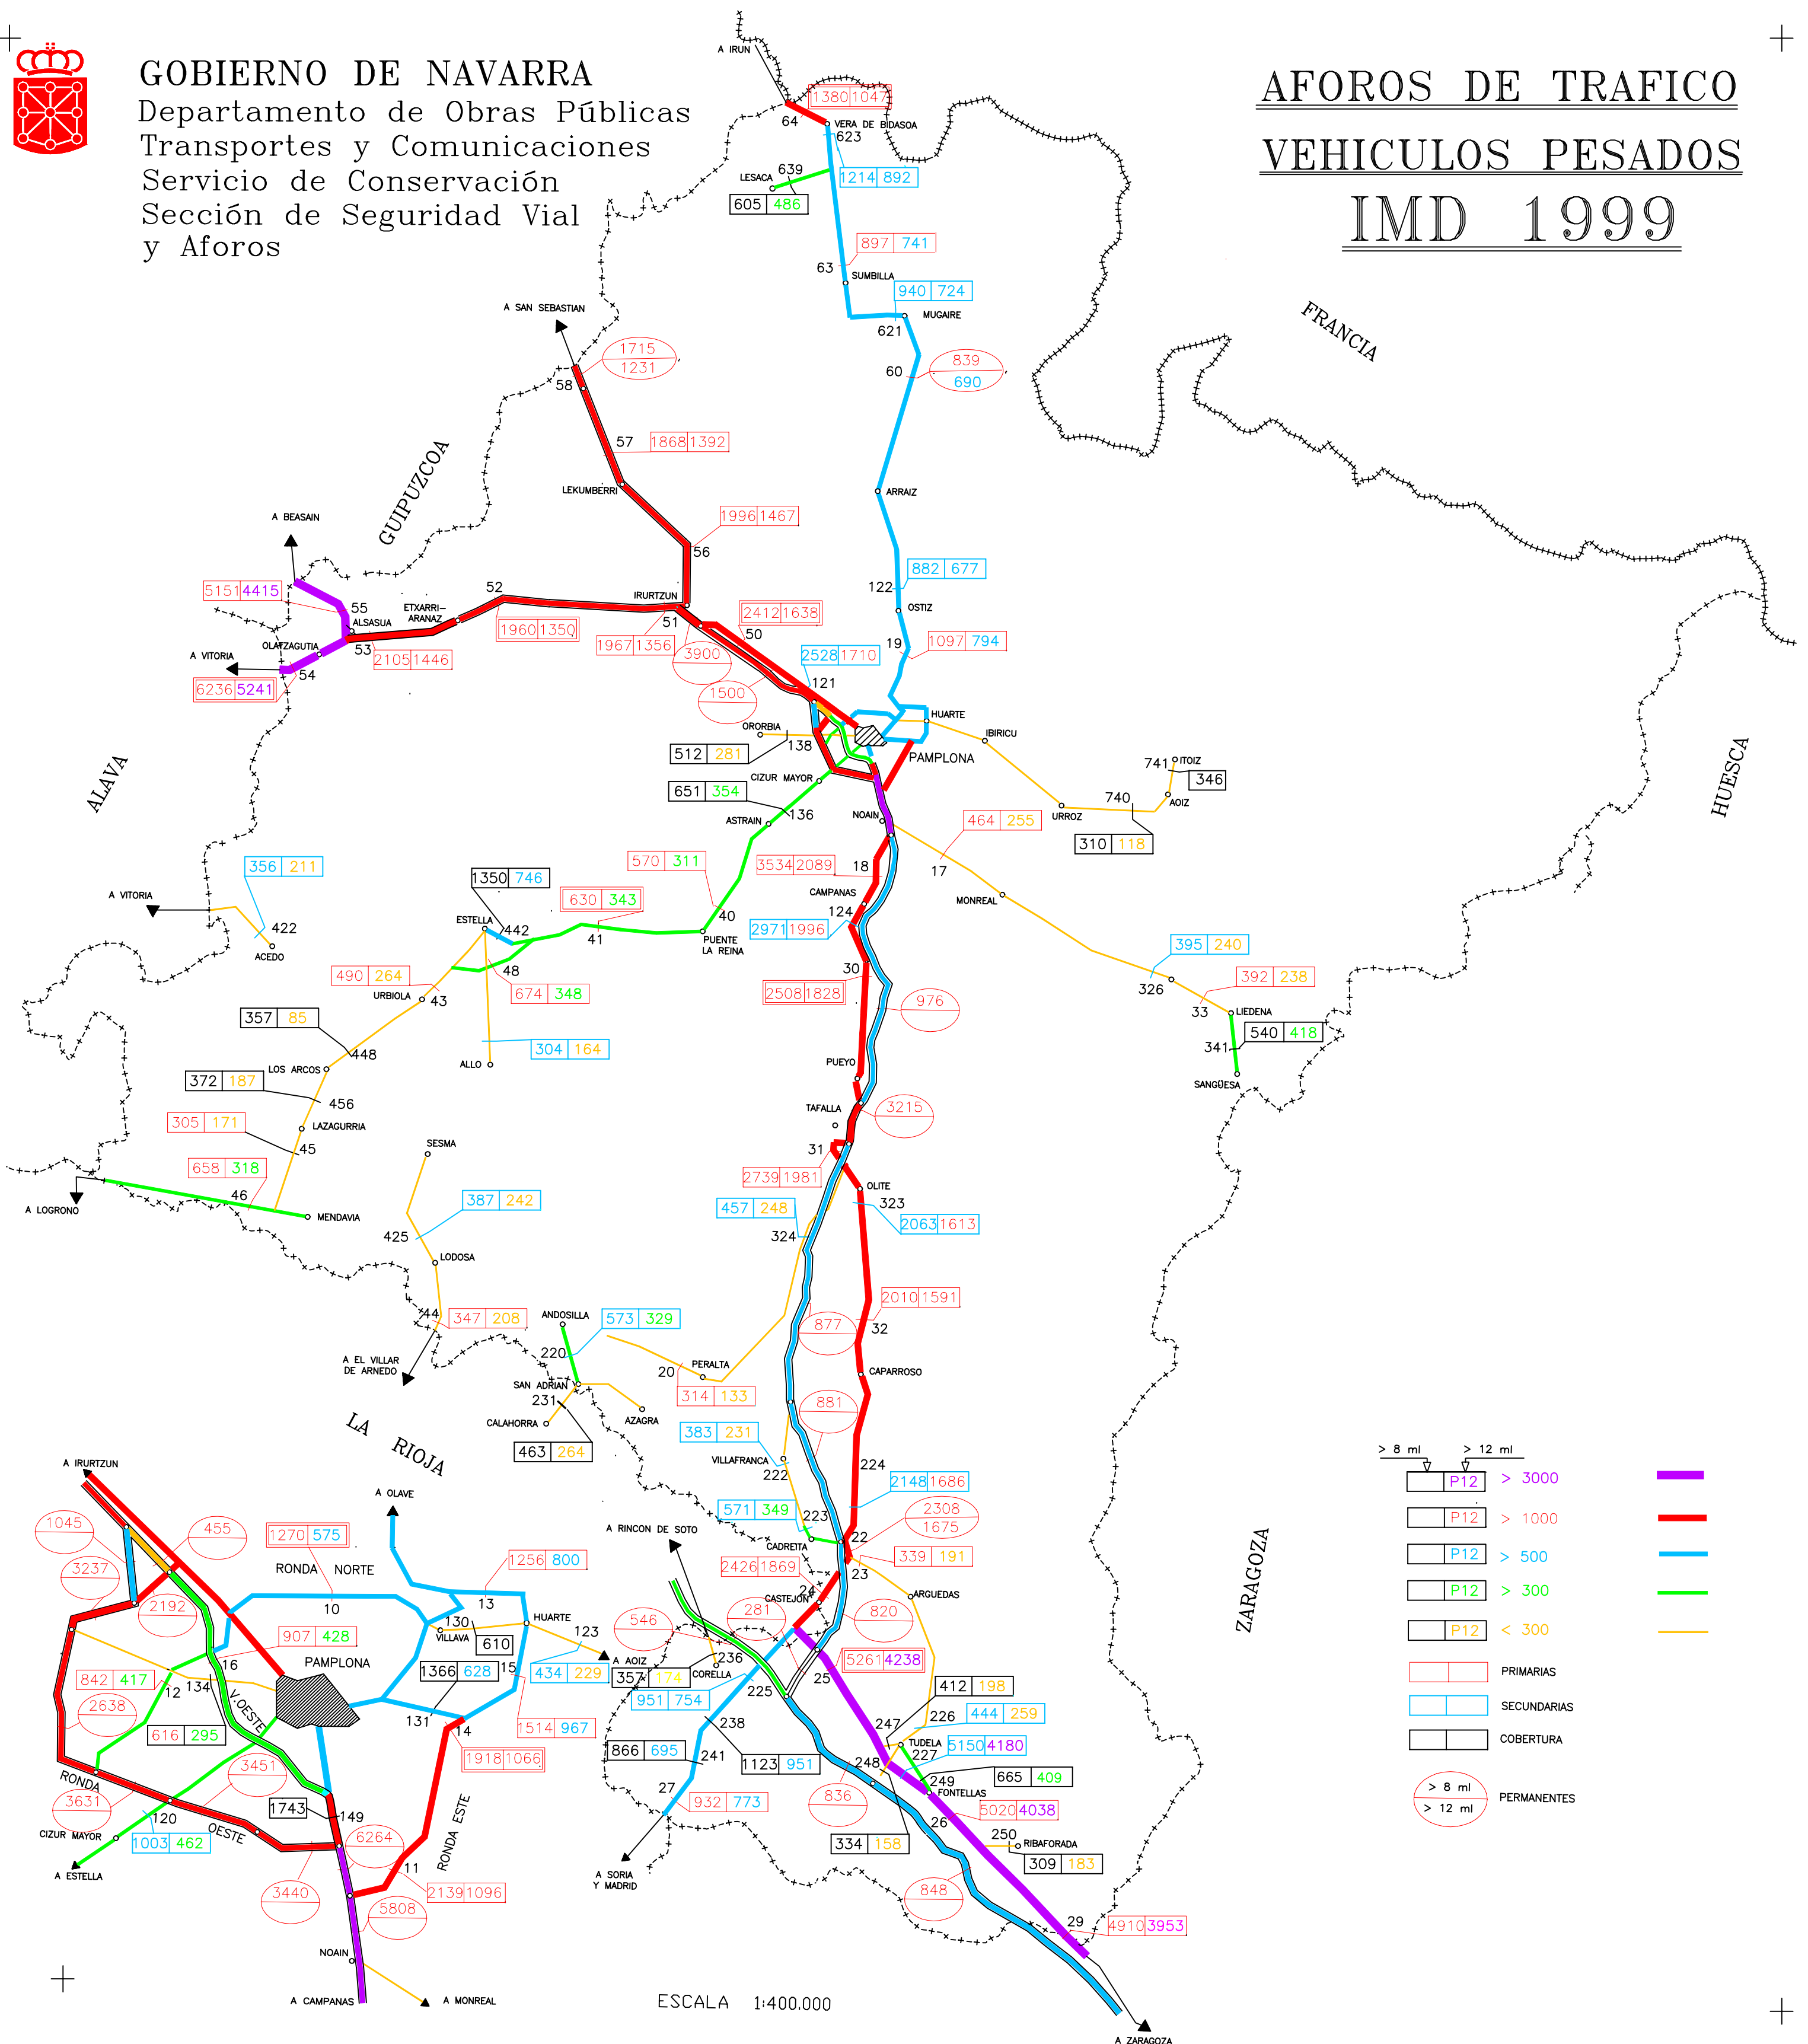 GOBIERNO DE NAVARRA
Departamento de Obras Públicas
Transportes y Comunicaciones
Servicio de Conservación
Sección de Seguridad Vial
y Aforos
AFOROS DE TRAFICO
VEHICULOS PESADOS
IMD 1999
A IRUN
1380 1047
64
VERA DE BIDASOA
623
639
LESACA
1214 892
605 486
897 741
63
SUMBILLA
940 724
621
MUGAIRE
A SAN SEBASTIAN
1715
1231
58
60
839
690
FRANCIA
57
1868 1392
LEKUMBERRI
ARRAIZ
GUIPUZCOA
A BEASAIN
1996 1467
56
882 677
122
OSTIZ
5151 4415
55
52
ETXARRI-
ARANAZ
IRURTZUN
2412 1638
50
ALSASUA
1960 1350
51
1967 1356
OLATZAGUTIA
53
2105 1446
A VITORIA
54
6236 5241
3900
1500
2528 1710
121
19
1097 794
HUARTE
IBIRICU
ORORBIA
512 281
138
PAMPLONA
CIZUR MAYOR
651 354
136
ASTRAIN
NOAIN
741
ITOIZ
346
740
AOIZ
URROZ
310 118
HUESCA
ALAVA
464 255
17
MONREAL
356 211
A VITORIA
422
ACEDO
570 311
40
3534 2089
18
CAMPANAS
124
2971 1996
1350 746
630 343
ESTELLA
442
41
PUENTE
LA REINA
48
674 348
490 264
URBIOLA
43
30
2508 1828
976
395 240
326
392 238
33
LIEDENA
540 418
341
SANGÜESA
357 85
448
304 164
ALLO
LOS ARCOS
372 187
456
LAZAGURRIA
305 171
45
658 318
46
A LOGRONO
MENDAVIA
PUEYO
TAFALLA
3215
31
2739 1981
OLITE
323
2063 1613
457 248
324
SESMA
387 242
425
LODOSA
44
347 208
A EL VILLAR
DE ARNEDO
2010 1591
32
877
ANDOSILLA
573 329
220
SAN ADRIAN
231
CALAHORRA
AZAGRA
463 264
PERALTA
20
314 133
CAPARROSO
881
LA RIOJA
383 231
VILLAFRANCA
222
224
2148 1686
571 349
223
22
2308
1675
CADREITA
339 191
23
2426 1869
24
CASTEJON
ARGUEDAS
A RINCON DE SOTO
281
820
546
236
CORELLA
357 174
951 754
225
25
5261 4238
238
1123 951
866 695
241
27
932 773
A SORIA
Y MADRID
412 198
247
226
444 259
TUDELA
227
5150 4180
248
249
665 409
FONTELLAS
836
5020 4038
26
334 158
250
RIBAFORADA
309 183
848
29
4910 3953
A ZARAGOZA
ZARAGOZA
A IRURTZUN
A OLAVE
1045
455
3237
2192
1270 575
RONDA NORTE
1256 800
10
13
HUARTE
130
VILLAVA
610
123
A AOIZ
907 428
16
PAMPLONA
1366 628
15
434 229
842 417
12
134
V.OESTE
2638
131
14
1514 967
616 295
1918 1066
RONDA
3451
3631
1743
149
120
OESTE
CIZUR MAYOR
1003 462
A ESTELLA
6264
RONDA ESTE
11
2139 1096
3440
5808
NOAIN
A CAMPANAS
A MONREAL
ESCALA 1:400.000
> 8 ml > 12 ml
P12 > 3000
P12 > 1000
P12 > 500
P12 > 300
P12 < 300
PRIMARIAS
SECUNDARIAS
COBERTURA
> 8 ml
> 12 ml
PERMANENTES